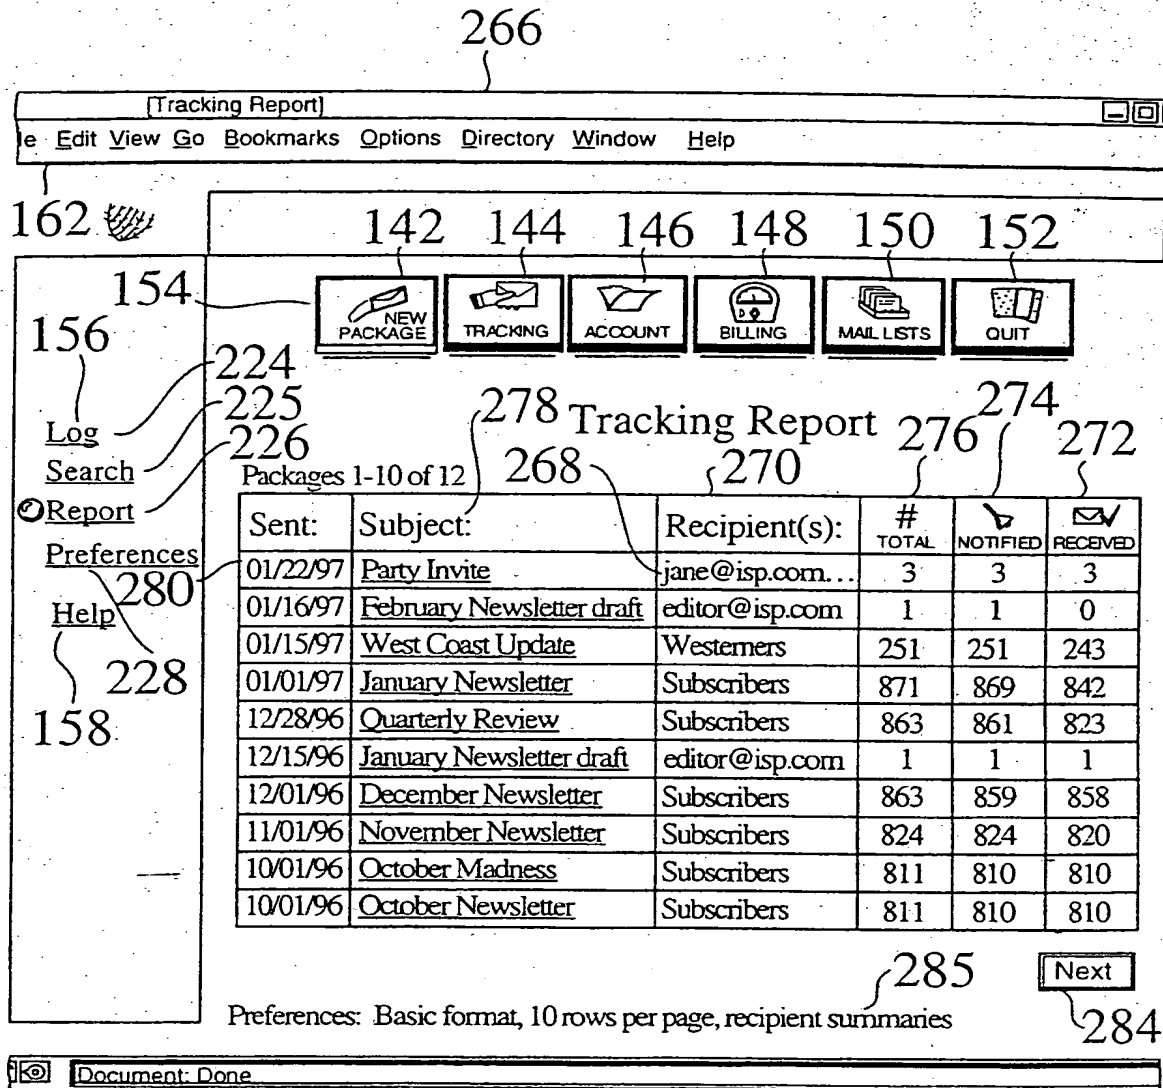 266
[Tracking Report]
le Edit View Go Bookmarks Options Directory Window Help
162 142 144 146 148 150 152
154 NEW PACKAGE TRACKING ACCOUNT BILLING MAIL LISTS QUIT
156
224
Log 225 278 Tracking Report 276 274 272
Search 226 268 270
Packages 1-10 of 12
Report Sent: Subject: Recipient(s): # TOTAL NOTIFIED RECEIVED
Preferences 01/22/97 Party Invite jane@isp.com... 3 3 3
280
Help 01/16/97 February Newsletter draft editor@isp.com 1 1 0
01/15/97 West Coast Update Westerners 251 251 243
228 01/01/97 January Newsletter Subscribers 871 869 842
158 12/28/96 Quarterly Review Subscribers 863 861 823
12/15/96 January Newsletter draft editor@isp.com 1 1 1
12/01/96 December Newsletter Subscribers 863 859 858
11/01/96 November Newsletter Subscribers 824 824 820
10/01/96 October Madness Subscribers 811 810 810
10/01/96 October Newsletter Subscribers 811 810 810
285 Next
Preferences: Basic format, 10 rows per page, recipient summaries 284
Document: Done